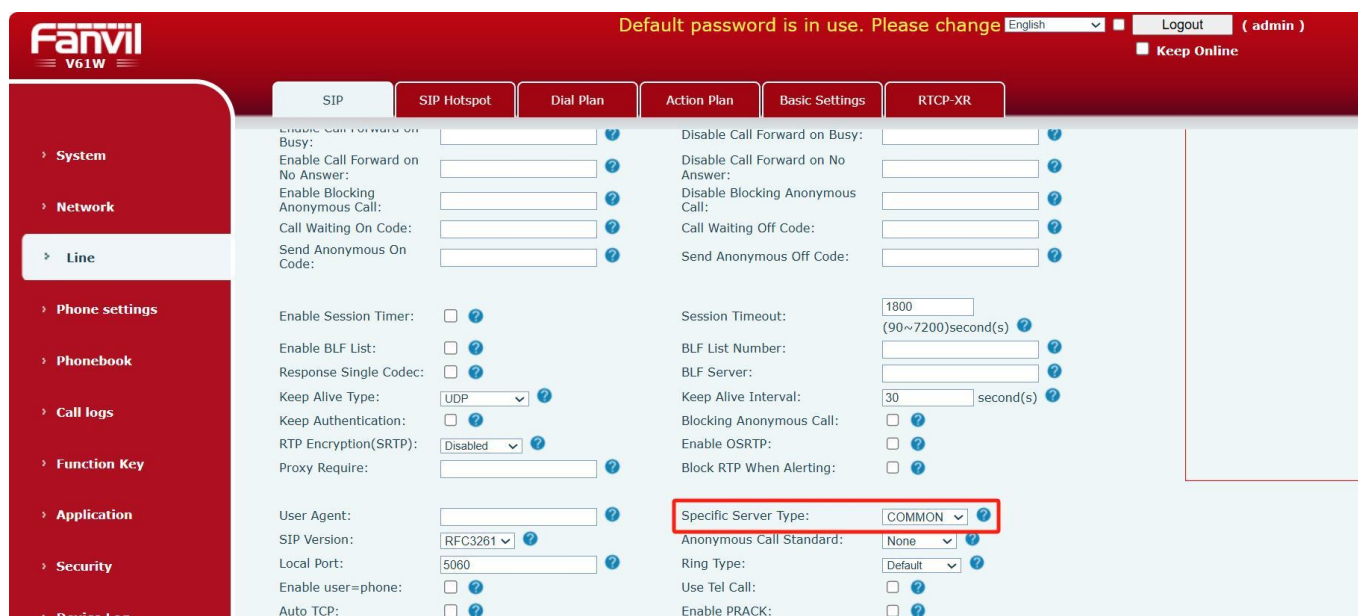 Default password is in use. Please change English Logout ( admin )
Fanvil
V61W
Keep Online
SIP SIP Hotspot Dial Plan Action Plan Basic Settings RTCP-XR
System
Network
Line
Phone settings
Phonebook
Call logs
Function Key
Application
Security
Device Log
Enable Call Forward on Busy: Disable Call Forward on Busy:
Enable Call Forward on No Answer: Disable Call Forward on No Answer:
Enable Blocking Anonymous Call: Disable Blocking Anonymous Call:
Call Waiting On Code: Call Waiting Off Code:
Send Anonymous On Code: Send Anonymous Off Code:
Enable Session Timer: Session Timeout: 1800 (90~7200)second(s)
Enable BLF List: BLF List Number:
Response Single Codec: BLF Server:
Keep Alive Type: UDP Keep Alive Interval: 30 second(s)
Keep Authentication: Blocking Anonymous Call:
RTP Encryption(SRTP): Disabled Enable OSRTP:
Proxy Require: Block RTP When Alerting:
User Agent: Specific Server Type: COMMON
SIP Version: RFC3261 Anonymous Call Standard: None
Local Port: 5060 Ring Type: Default
Enable user=phone: Use Tel Call:
Auto TCP: Enable PRACK: